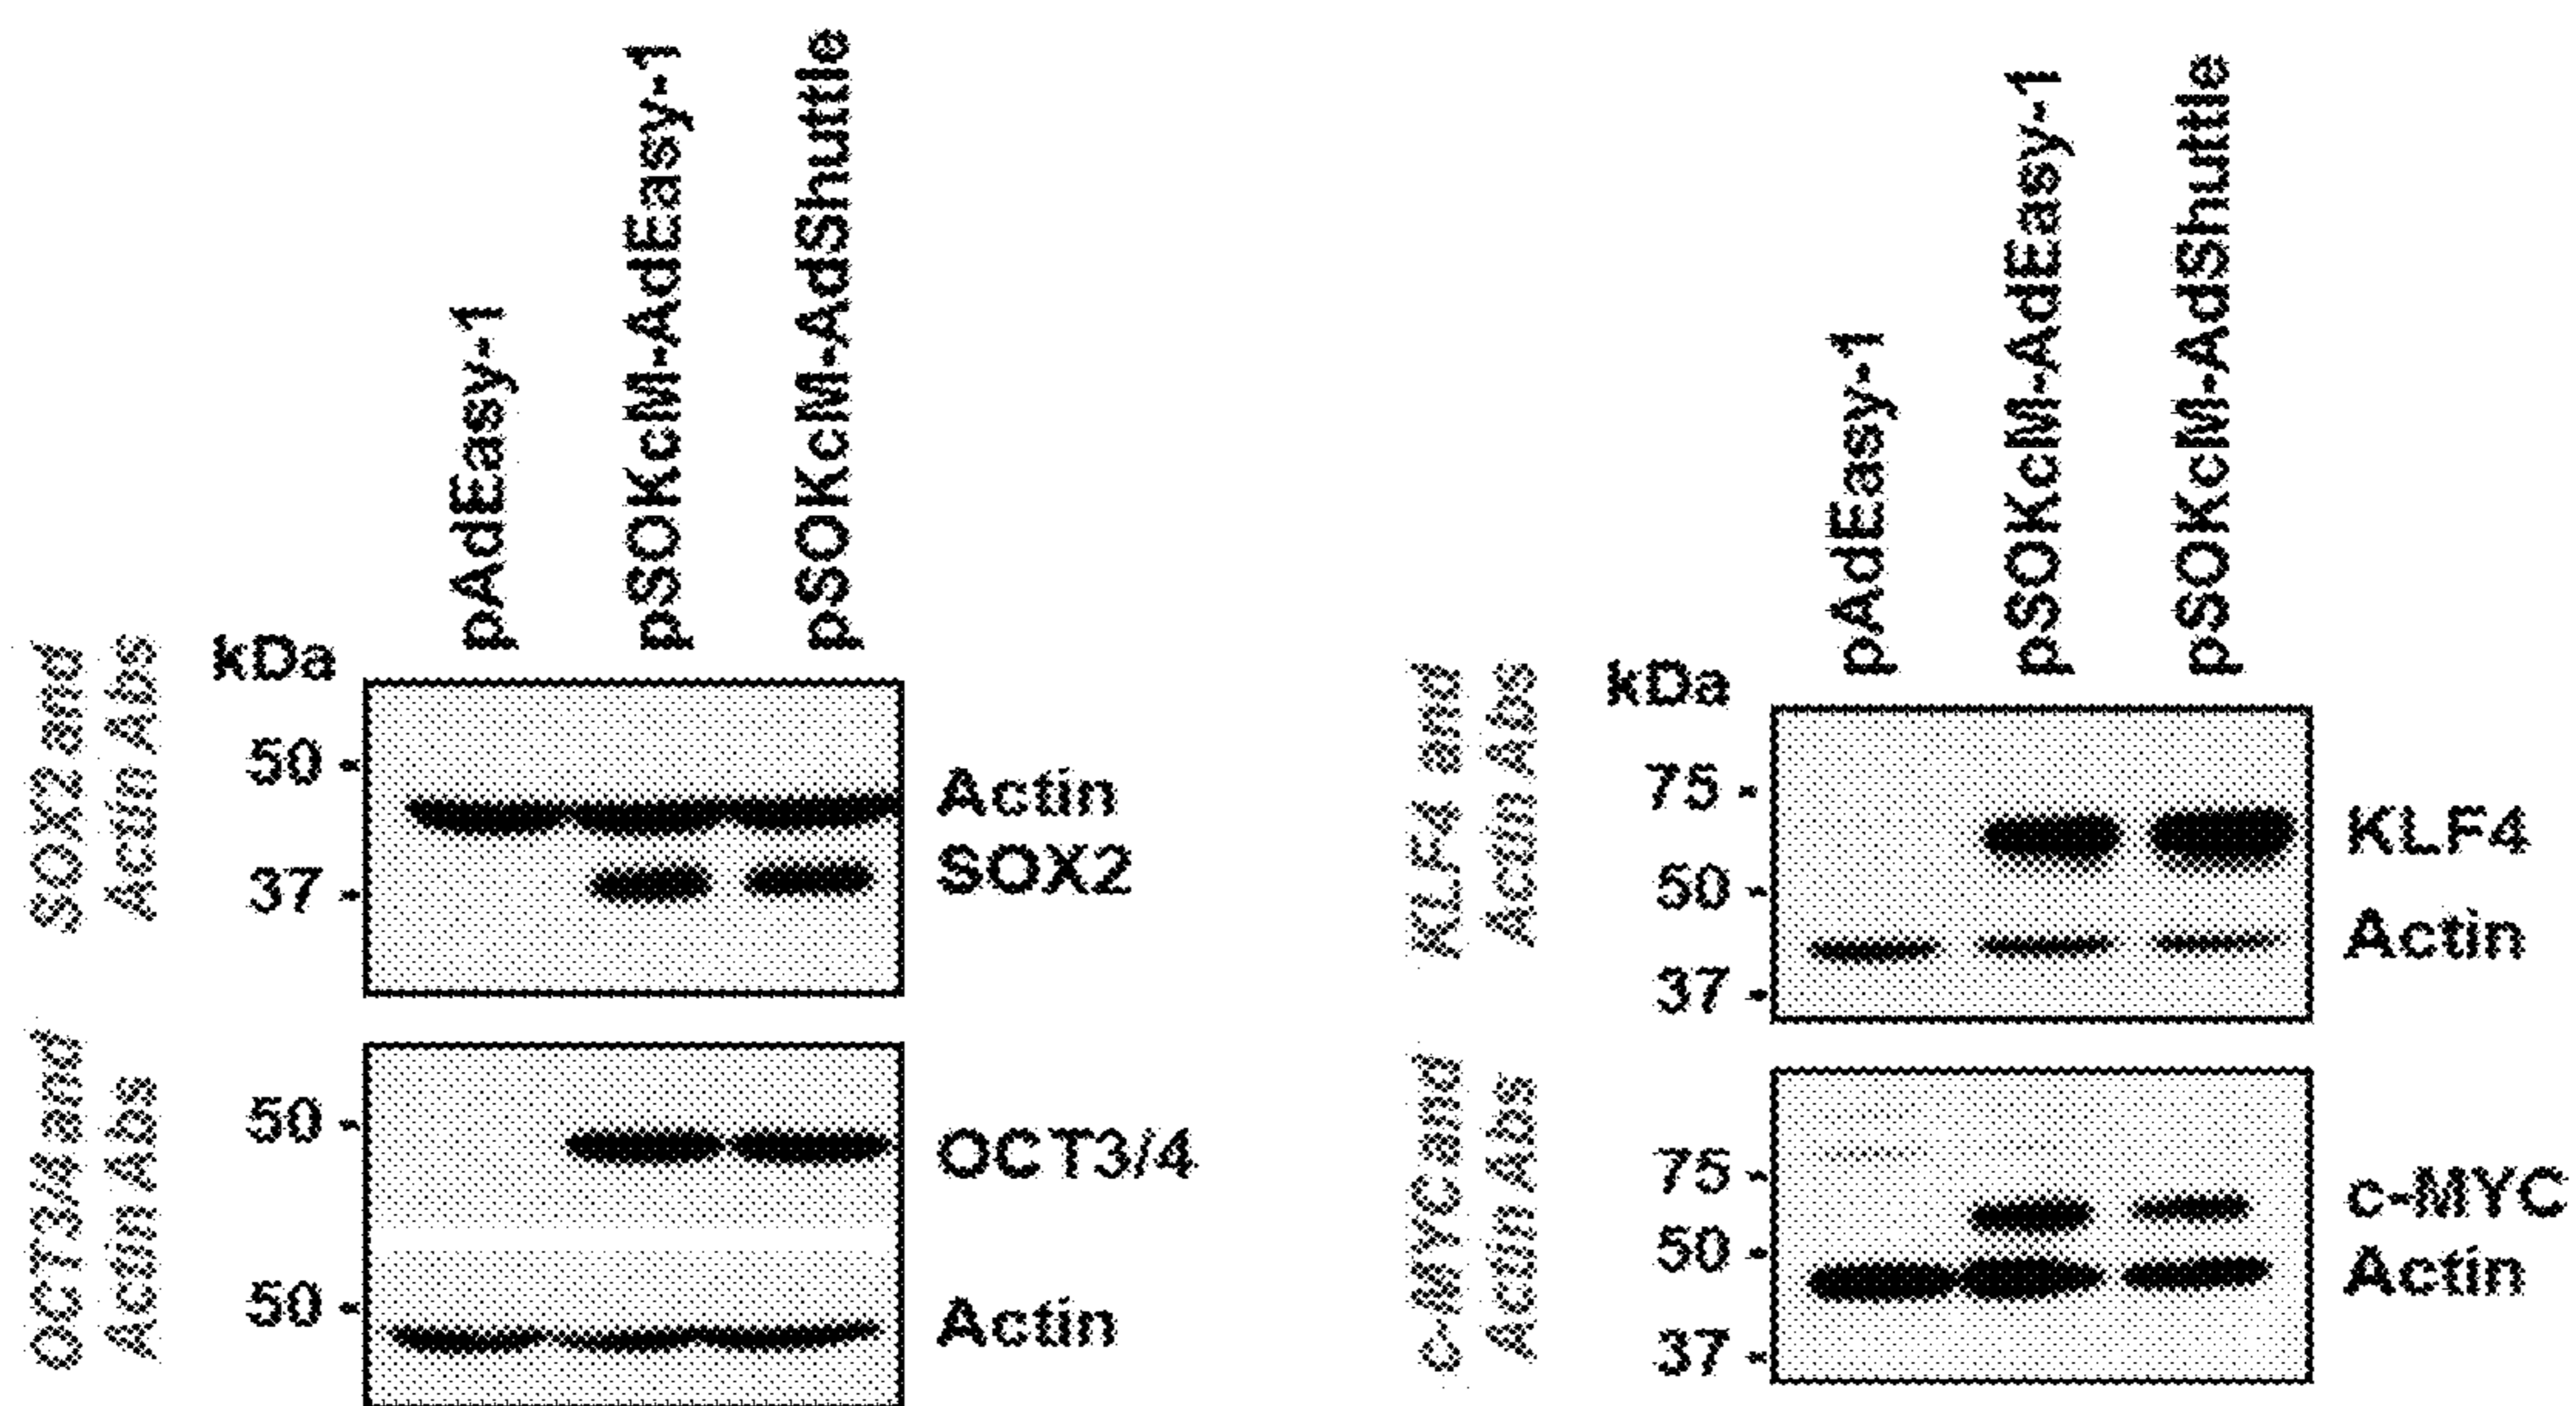 pAdEasy-1
pSOKcM-AdEasy-1
pSOKcM-AdShuttle
SOX2 and
Actin Abs
kDa
50
37
Actin
SOX2
OCT3/4 and
Actin Abs
50
50
OCT3/4
Actin
pAdEasy-1
pSOKcM-AdEasy-1
pSOKcM-AdShuttle
KLF4 and
Actin Abs
kDa
75
50
37
KLF4
Actin
c-MYC and
Actin Abs
75
50
37
c-MYC
Actin